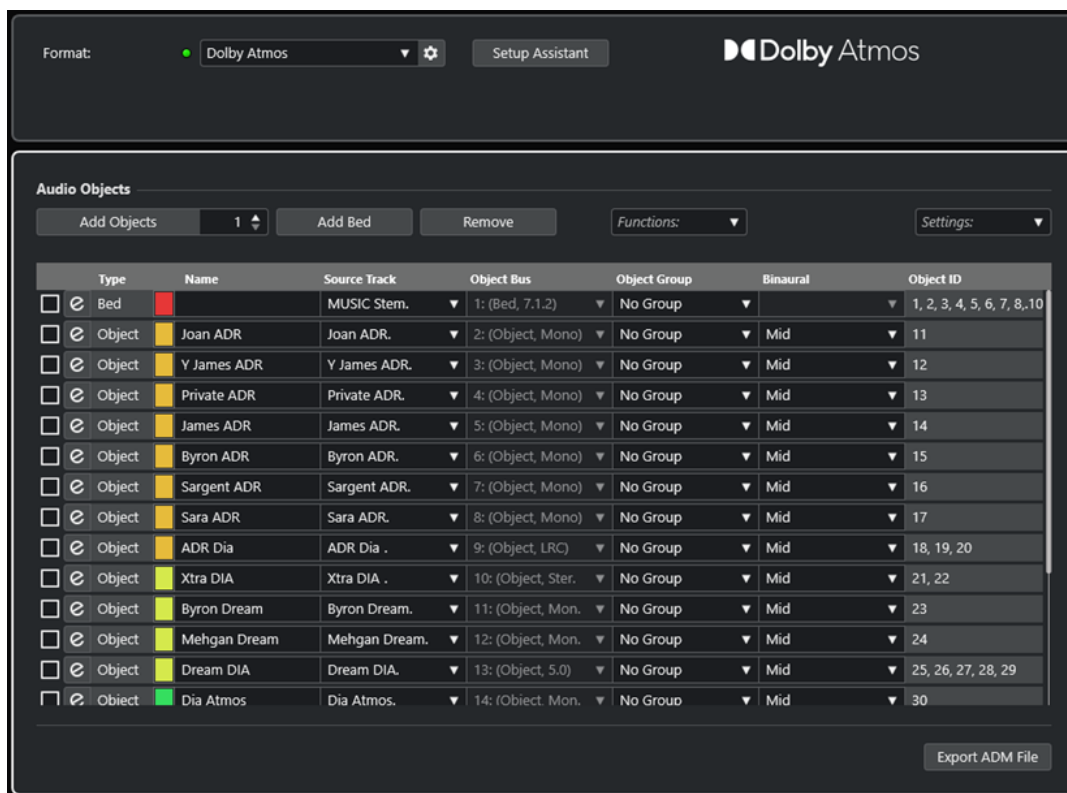 Format: Dolby Atmos Setup Assistant Dolby Atmos
Audio Objects
Add Objects 1 Add Bed Remove Functions: Settings:
Type Name Source Track Object Bus Object Group Binaural Object ID
Bed MUSIC Stem. 1: (Bed, 7.1.2) No Group 1, 2, 3, 4, 5, 6, 7, 8,.10
Object Joan ADR Joan ADR. 2: (Object, Mono) No Group Mid 11
Object Y James ADR Y James ADR. 3: (Object, Mono) No Group Mid 12
Object Private ADR Private ADR. 4: (Object, Mono) No Group Mid 13
Object James ADR James ADR. 5: (Object, Mono) No Group Mid 14
Object Byron ADR Byron ADR. 6: (Object, Mono) No Group Mid 15
Object Sargent ADR Sargent ADR. 7: (Object, Mono) No Group Mid 16
Object Sara ADR Sara ADR. 8: (Object, Mono) No Group Mid 17
Object ADR Dia ADR Dia . 9: (Object, LRC) No Group Mid 18, 19, 20
Object Xtra DIA Xtra DIA . 10: (Object, Ster. No Group Mid 21, 22
Object Byron Dream Byron Dream. 11: (Object, Mon. No Group Mid 23
Object Mehgan Dream Mehgan Dream. 12: (Object, Mon. No Group Mid 24
Object Dream DIA Dream DIA. 13: (Object, 5.0) No Group Mid 25, 26, 27, 28, 29
Object Dia Atmos Dia Atmos. 14: (Object, Mon. No Group Mid 30
Export ADM File